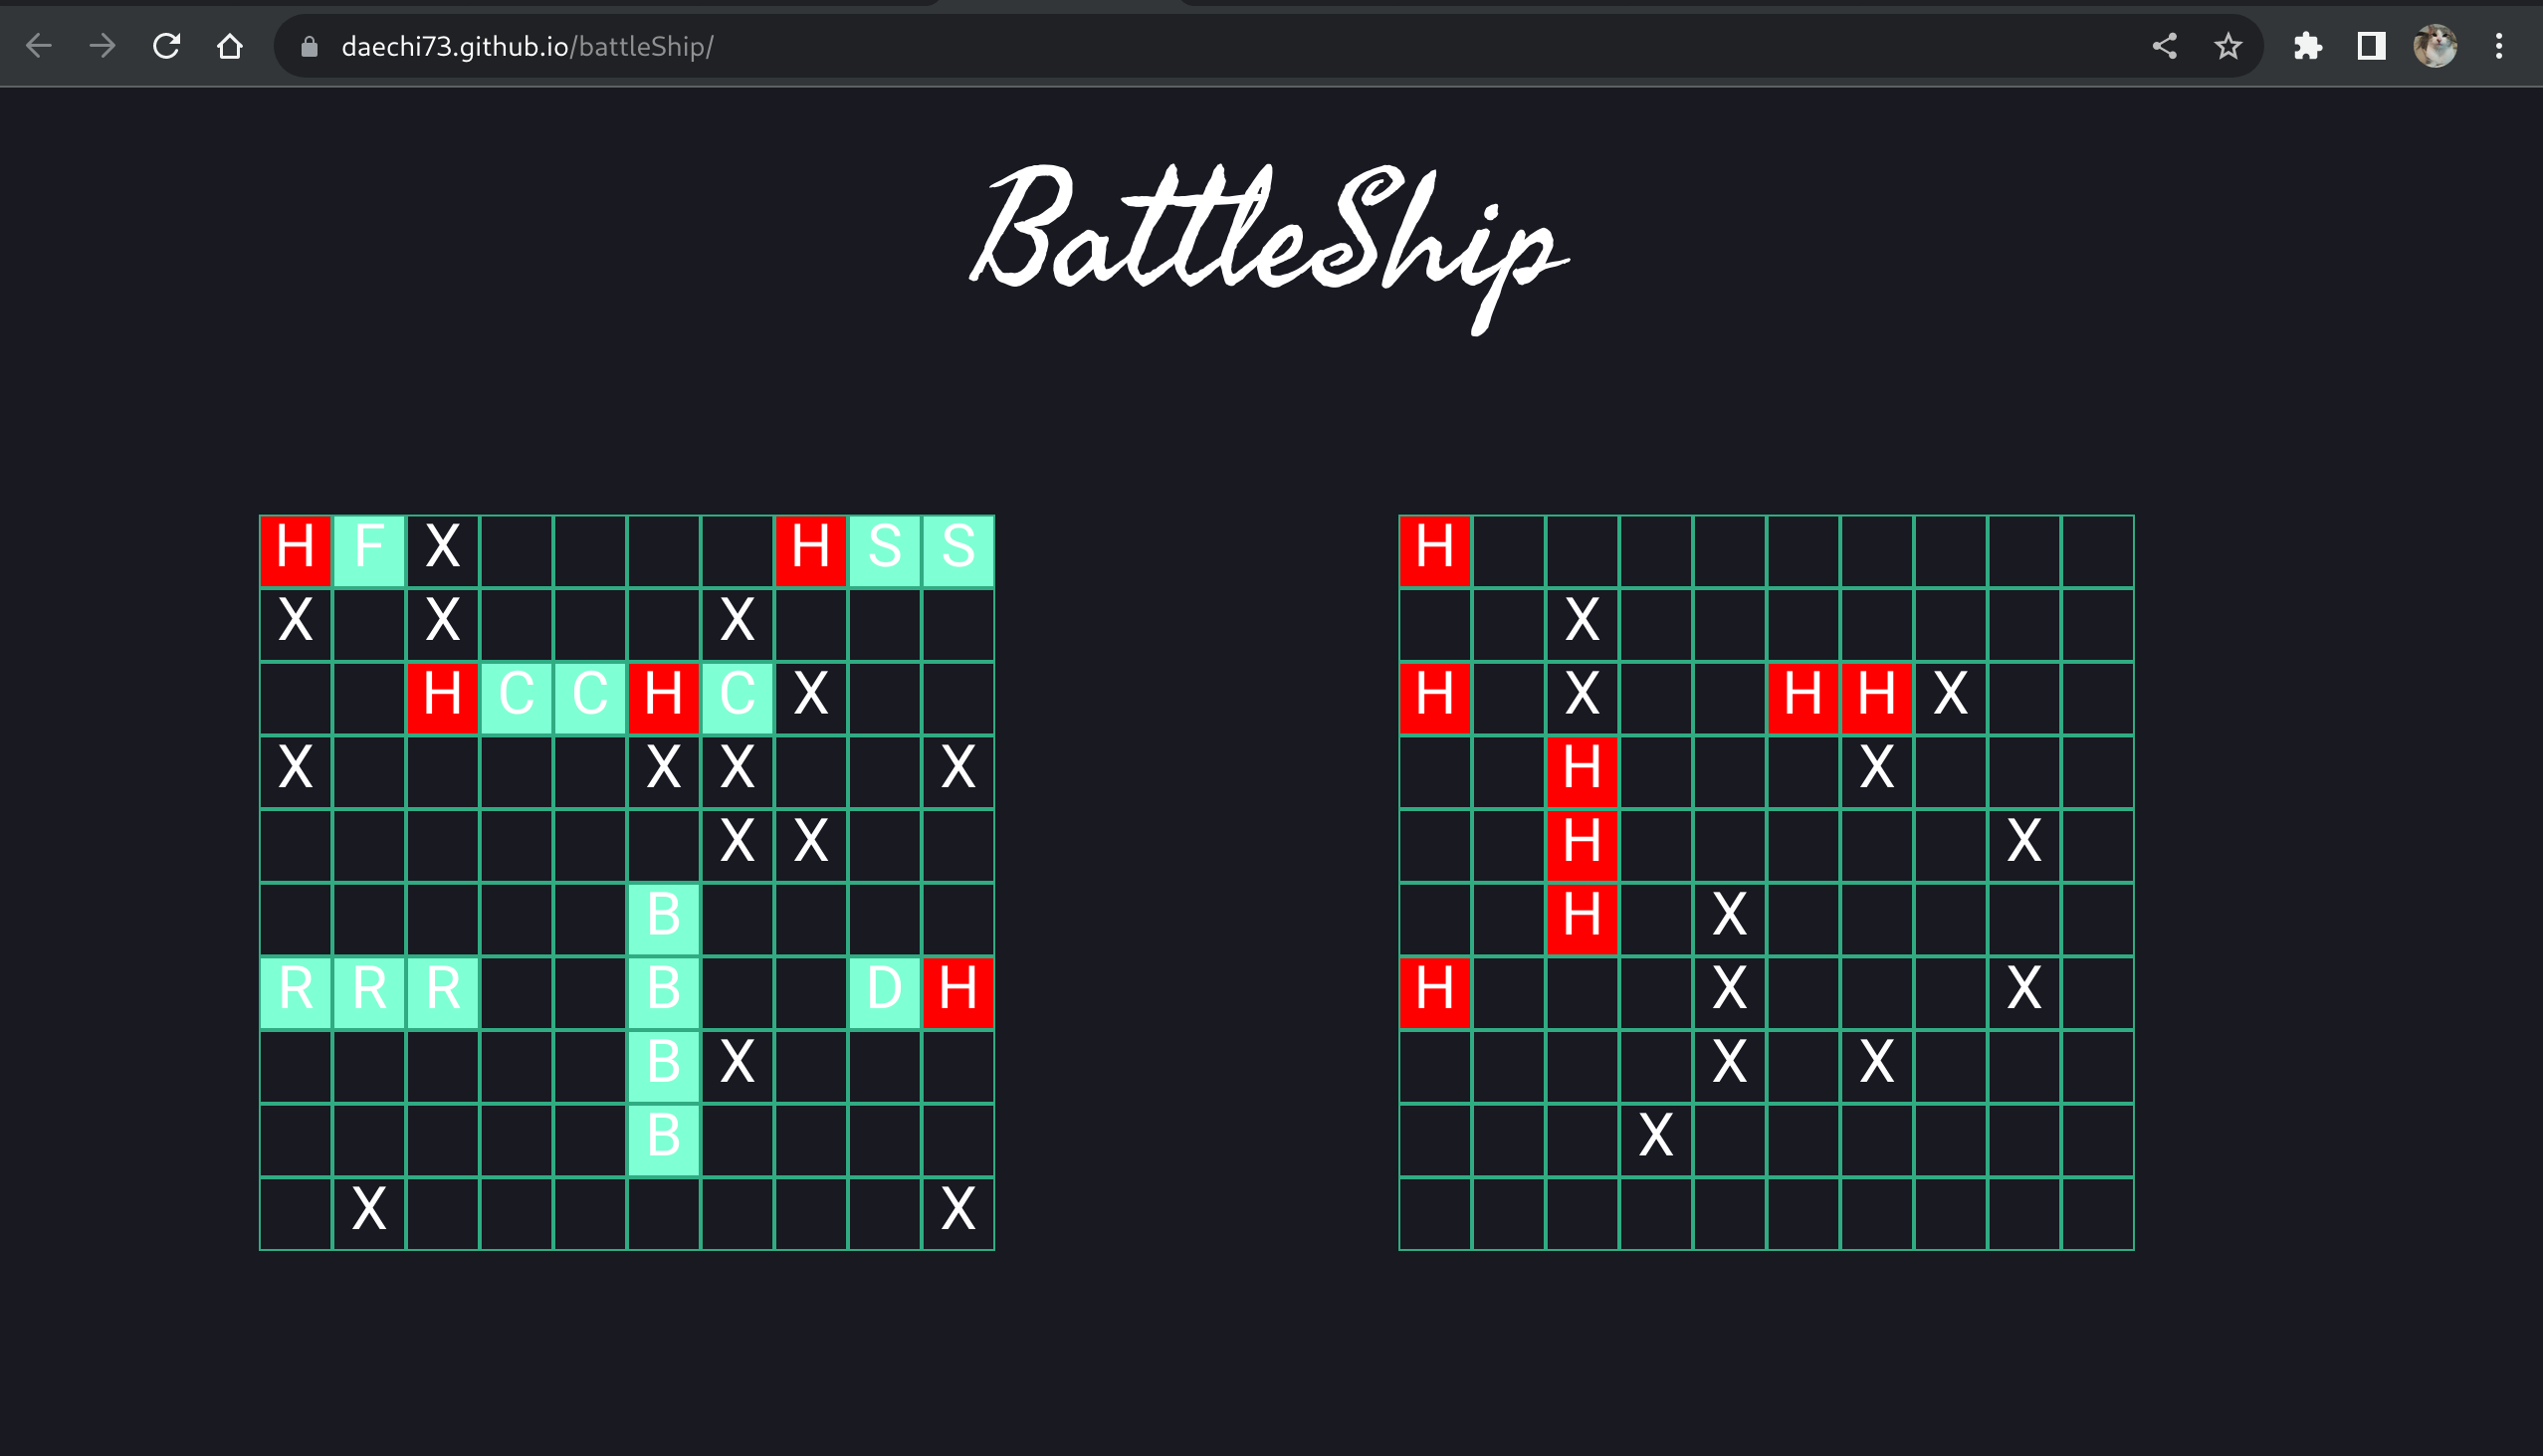 daechi73.github.io/battleShip/
BattleShip
H F X H S S
X X X
H C C H C X
X X X X
X X
B
R R R B D H
B X
B
X X
H
X
H X H H X
H X
H X
H X
H X X
X X
X